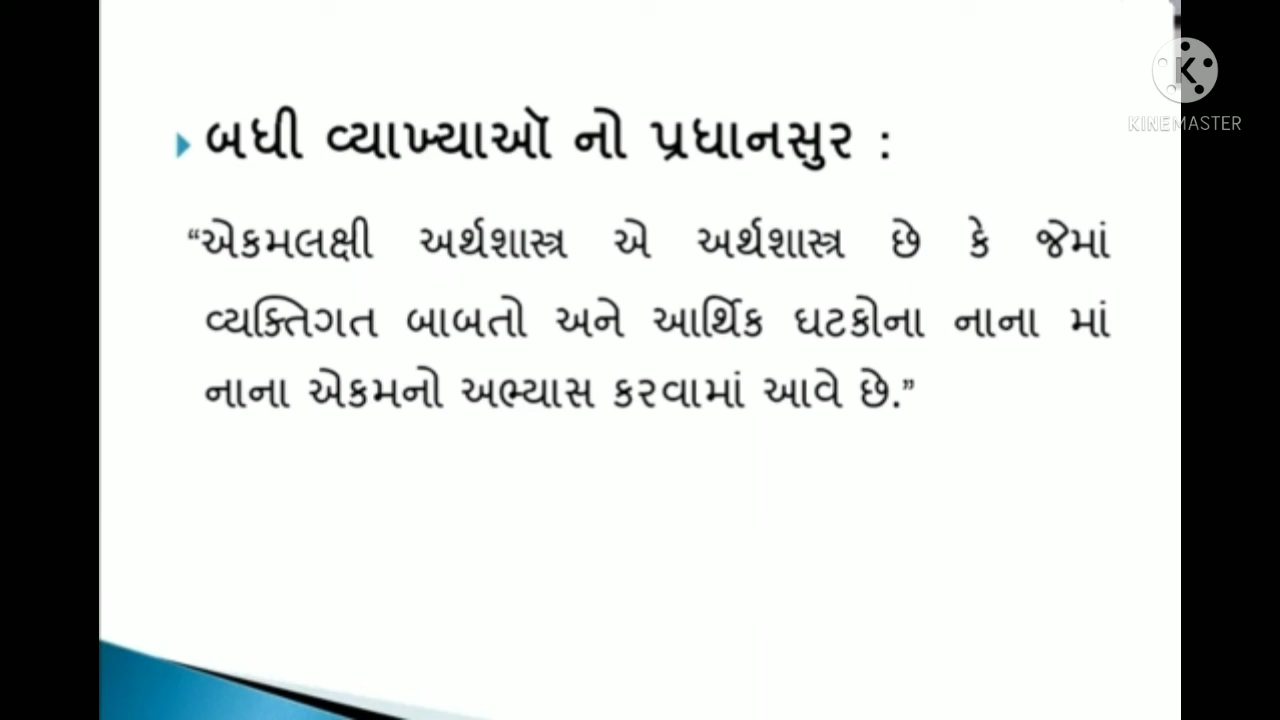 બધી વ્યાખ્યાઑ નો પ્રધાનસુર :
“એકમલક્ષી અર્થશાસ્ત્ર એ અર્થશાસ્ત્ર છે કે જેમાં
વ્યક્તિગત બાબતો અને આર્થિક ઘટકોના નાના માં
નાના એકમનો અભ્યાસ કરવામાં આવે છે.”
K
KINEMASTER